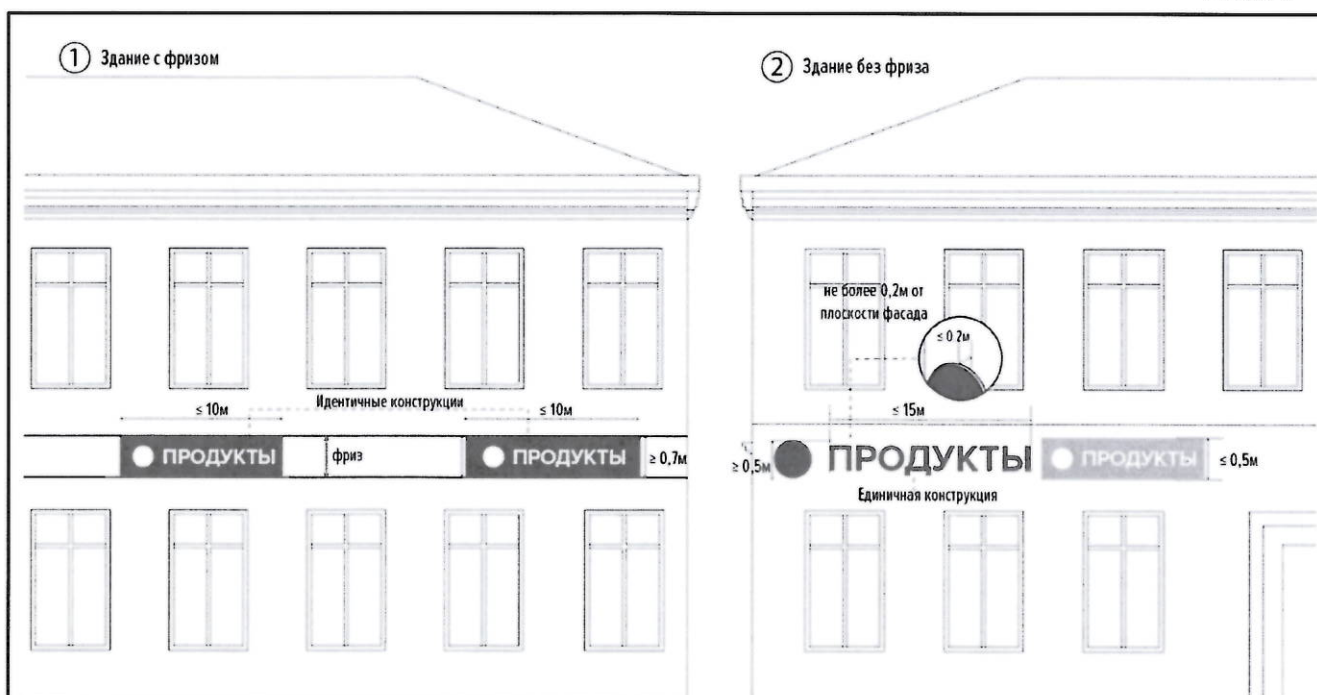 1 Здание с фризом
≤ 10м
Идентичные конструкции
≤ 10м
ПРОДУКТЫ
фриз
ПРОДУКТЫ
≥ 0,7м
2 Здание без фриза
не более 0,2м от
плоскости фасада
≤ 0 2м
≤ 15м
≥ 0,5м
ПРОДУКТЫ
ПРОДУКТЫ
≤ 0,5м
Единичная конструкция